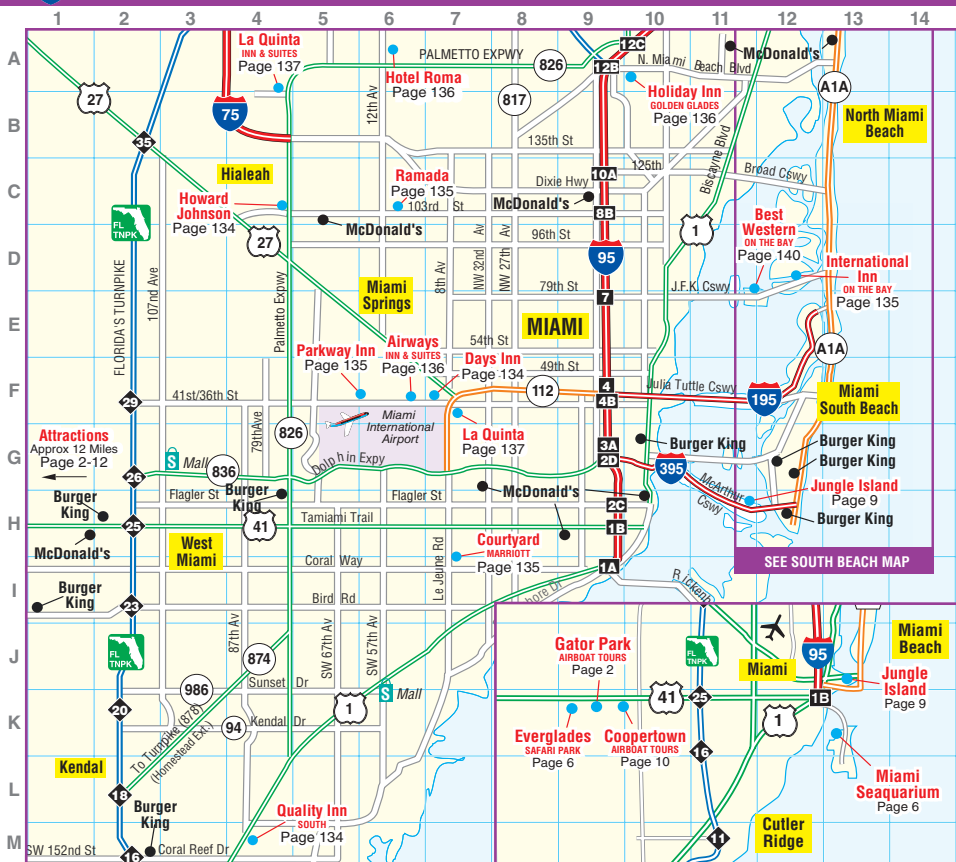 1 2 3 4 5 6 7 8 9 10 11 12 13 14
A
B
C
D
E
F
G
H
I
J
K
L
M
La Quinta
INN & SUITES
Page 137
PALMETTO EXPWY
826
12C
12B
N. Miami Beach Blvd
McDonald's
Hotel Roma
Page 136
Holiday Inn
GOLDEN GLADES
Page 136
A1A
27
75
817
12th Av
North Miami
Beach
35
135th St
125th
Biscayne Blvd
Broad Cswy
Hialeah
10A
Dixie Hwy
Ramada
Page 135
103rd St
McDonald's
8B
Howard
Johnson
Page 134
FL
TNPK
McDonald's
27
96th St
1
95
Best
Western
ON THE BAY
Page 140
International
Inn
ON THE BAY
Page 135
107nd Ave
FLORIDA'S TURNPIKE
Palmetto Expwy
Miami
Springs
8th Av
NW 32nd Av
NW 27th Av
79th St
7
J.F.K. Cswy
MIAMI
54th St
49th St
A1A
Parkway Inn
Page 135
Airways
INN & SUITES
Page 136
Days Inn
Page 134
112
4
4B
Julia Tuttle Cswy
195
Miami
South Beach
29
41st/36th St
79thAvenue
826
Miami
International
Airport
La Quinta
Page 137
Attractions
Approx 12 Miles
Page 2-12
S Mall
836
26
Dolphin Expy
3A
2D
Burger King
395
Burger King
Burger King
McArthur
Cswy
Jungle Island
Page 9
Burger King
Burger
King
Flagler St
Burger
King
Flagler St
McDonald's
2C
25
41
Tamiami Trail
1B
McDonald's
West
Miami
Coral Way
Le Jeune Rd
Courtyard
MARRIOTT
Page 135
1A
SEE SOUTH BEACH MAP
Burger
King
23
Bird Rd
hore Dr
Rickenb
FL
TNPK
87th Av
874
SW 67th Av
SW 57th Av
986
Sunset Dr
S Mall
1
20
94
Kendal Dr
To Turnpike (878)
(Homestead Ext.)
Kendal
18
Burger
King
Quality Inn
SOUTH
Page 134
SW 152nd St
16
Coral Reef Dr
Gator Park
AIRBOAT TOURS
Page 2
FL
TNPK
Miami
95
Miami
Beach
Jungle
Island
Page 9
41
25
1B
1
Everglades
SAFARI PARK
Page 6
Coopertown
AIRBOAT TOURS
Page 10
16
Miami
Seaquarium
Page 6
Cutler
Ridge
11